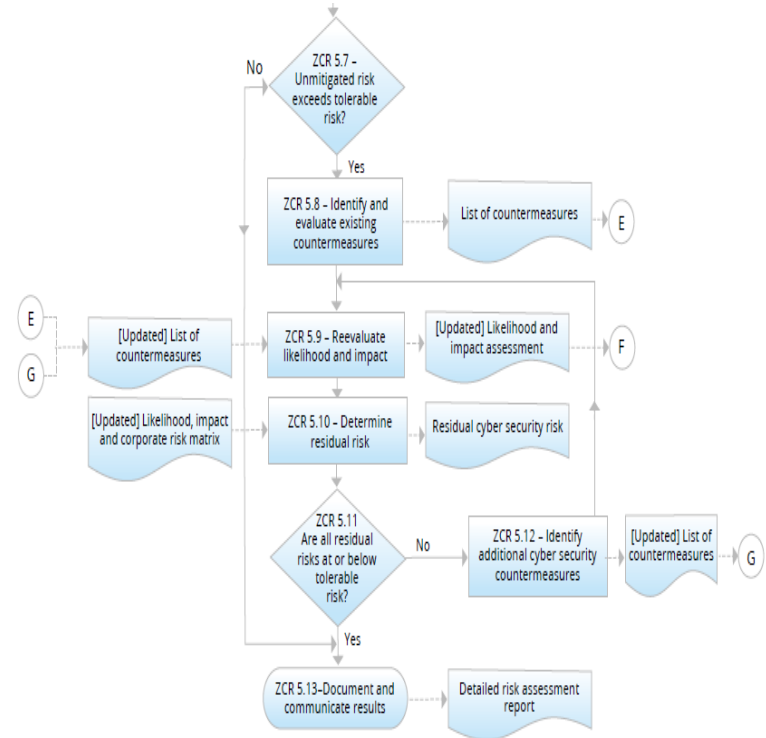 ZCR 5.7 –
Unmitigated risk
exceeds tolerable
risk?
No
Yes
ZCR 5.8 – Identify and
evaluate existing
countermeasures
List of countermeasures
E
E
G
[Updated] List of
countermeasures
ZCR 5.9 – Reevaluate
likelihood and impact
[Updated] Likelihood and
impact assessment
F
[Updated] Likelihood, impact
and corporate risk matrix
ZCR 5.10 – Determine
residual risk
Residual cyber security risk
ZCR 5.11
Are all residual
risks at or below
tolerable
risk?
No
ZCR 5.12 – Identify
additional cyber security
countermeasures
[Updated] List of
countermeasures
G
Yes
ZCR 5.13–Document and
communicate results
Detailed risk assessment
report